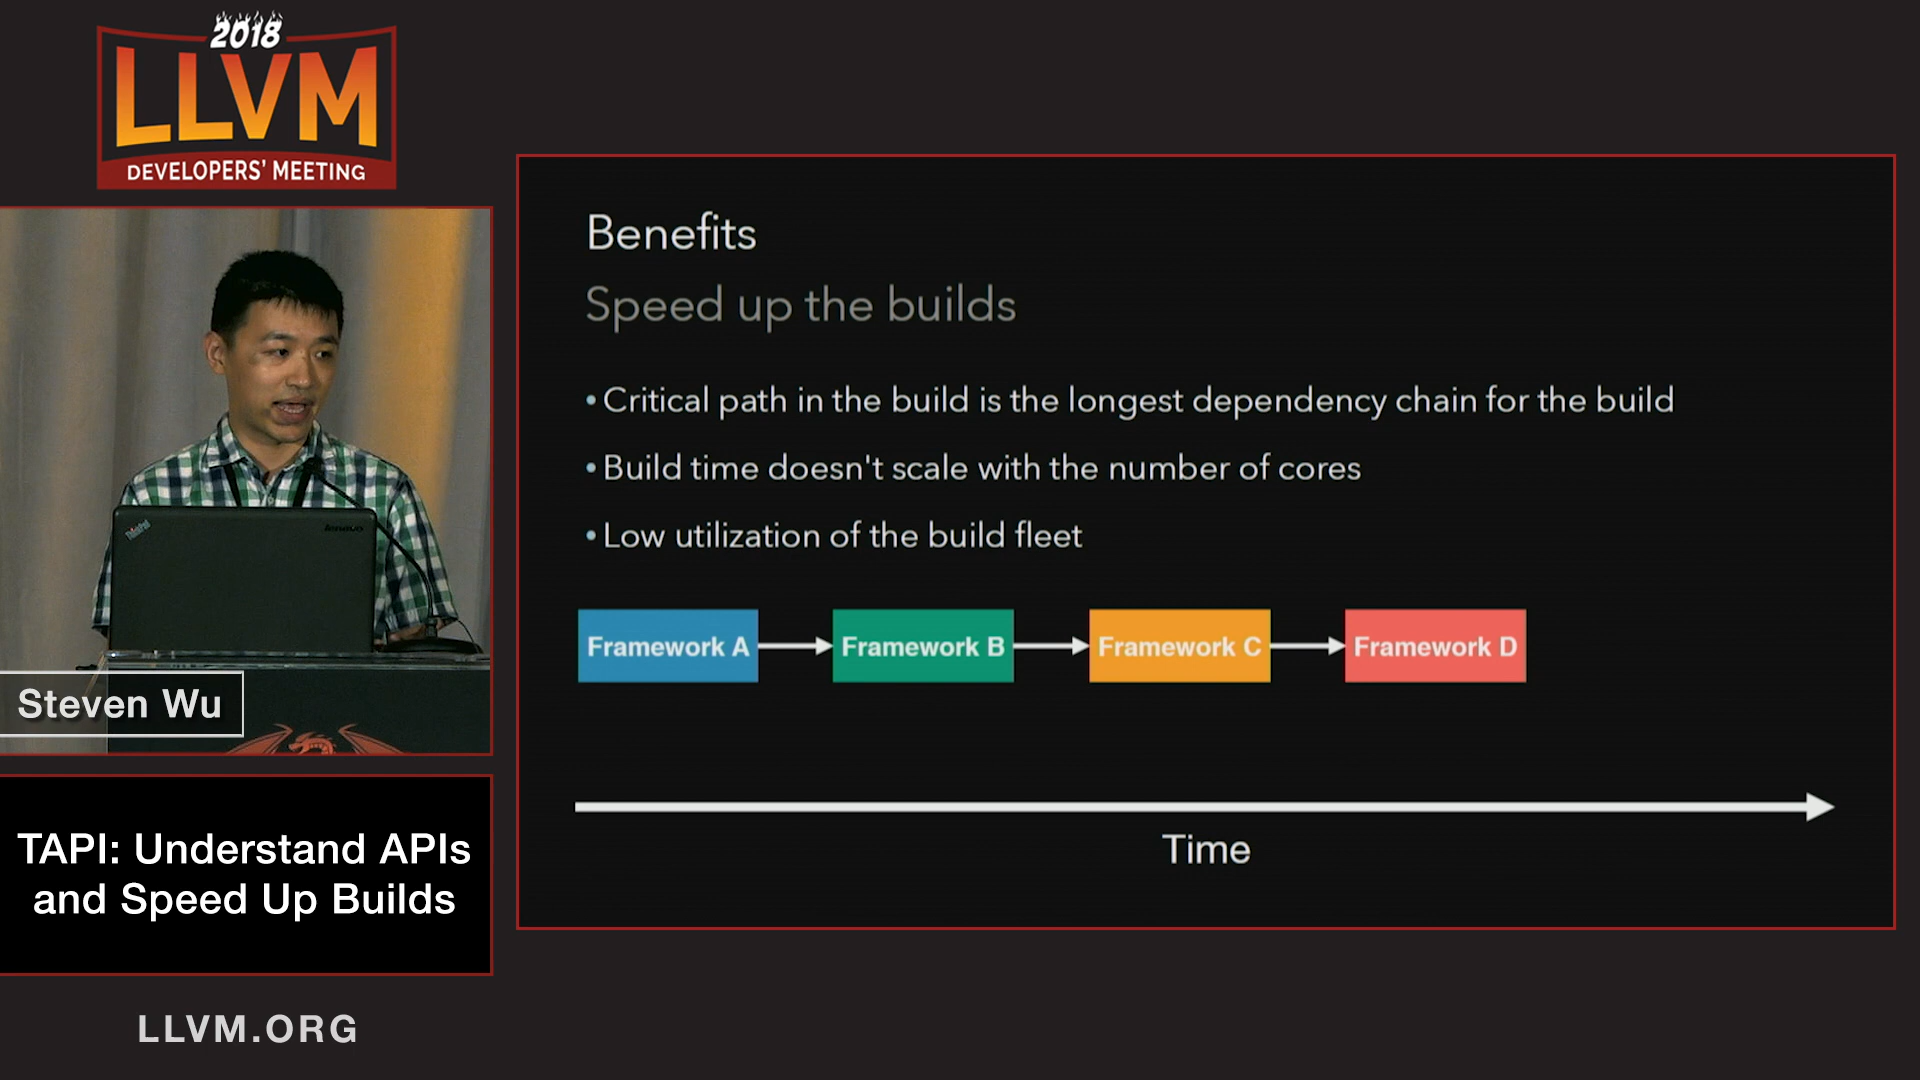 2018
LLVM
DEVELOPERS' MEETING
ThinkPad
lenovo
Steven Wu
TAPI: Understand APIs
and Speed Up Builds
LLVM.ORG
Benefits
Speed up the builds
• Critical path in the build is the longest dependency chain for the build
• Build time doesn't scale with the number of cores
• Low utilization of the build fleet
Framework A
Framework B
Framework C
Framework D
Time